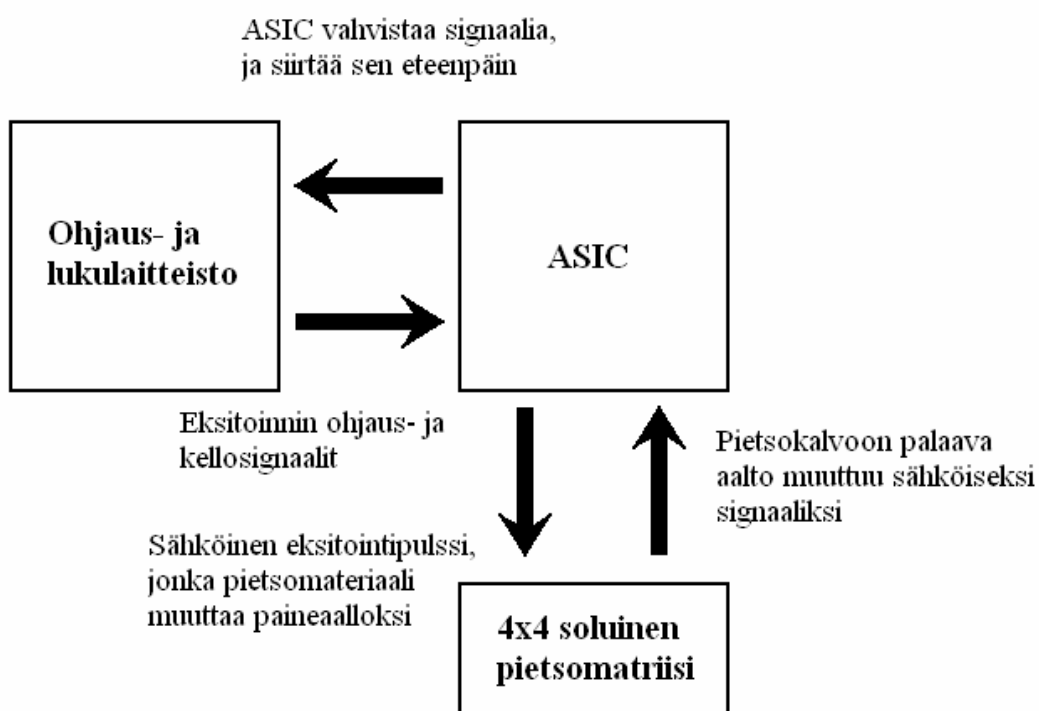 ASIC vahvistaa signaalia,
ja siirtää sen eteenpäin
Ohjaus- ja
lukulaitteisto
ASIC
Eksitoinnin ohjaus- ja
kellosignaalit
Pietsokalvoon palaava
aalto muuttuu sähköiseksi
signaaliksi
Sähköinen eksitointipulssi,
jonka pietsomateriaali
muuttaa paineaalloksi
4x4 soluinen
pietsomatriisi